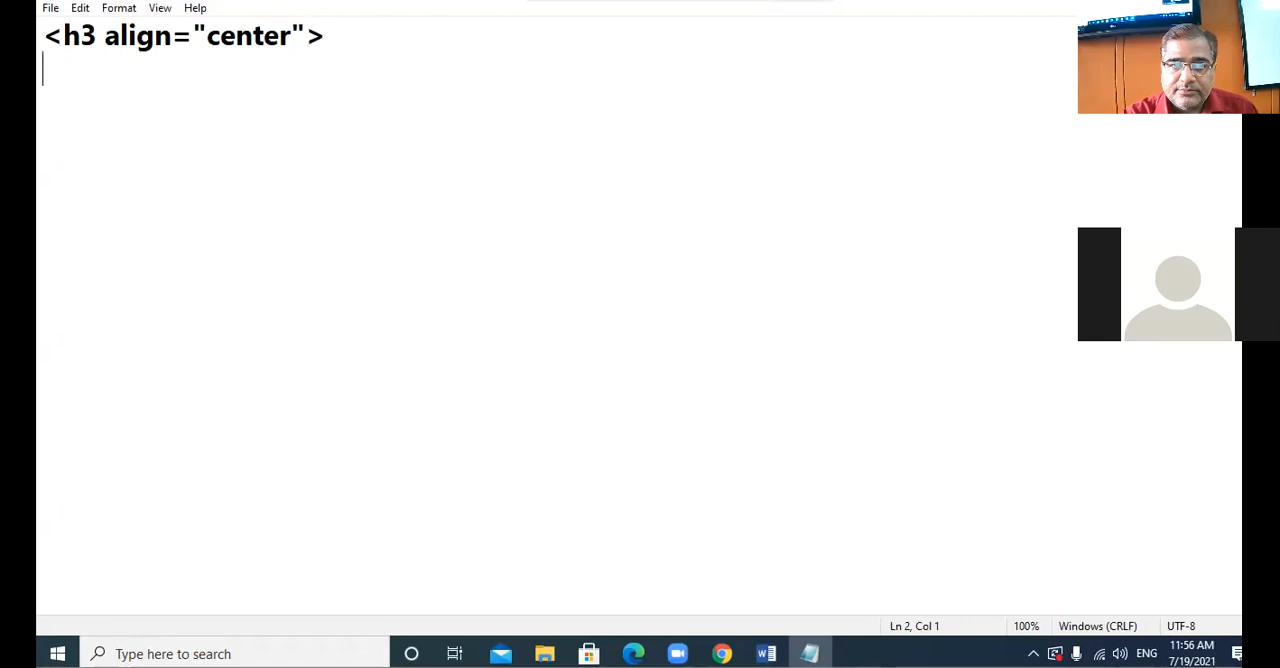 File Edit Format View Help
<h3 align="center">
Ln 2, Col 1 100% Windows (CRLF) UTF-8
Type here to search
ENG
11:56 AM
7/19/2021